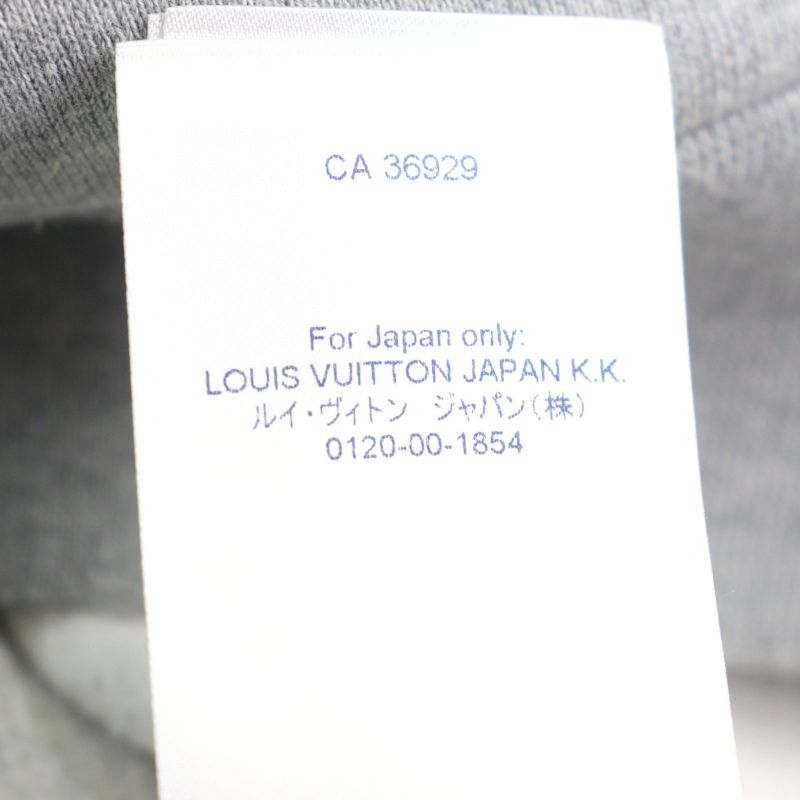 CA 36929
For Japan only:
LOUIS VUITTON JAPAN K.K.
ルイ・ヴィトン　ジャパン(株)
0120-00-1854